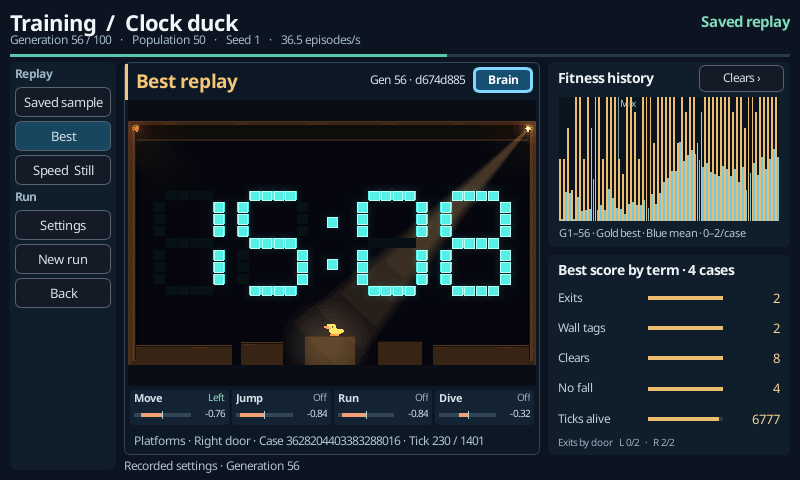 Training / Clock duck
Generation 56 / 100 · Population 50 · Seed 1 · 36.5 episodes/s
Saved replay
Replay
Saved sample
Best
Speed Still
Run
Settings
New run
Back
Best replay
Gen 56 · d674d885
Brain
15:08
Move Left
-0.76
Jump Off
-0.84
Run Off
-0.84
Dive Off
-0.32
Platforms · Right door · Case 3628204403383288016 · Tick 230 / 1401
Recorded settings · Generation 56
Fitness history
Clears ›
G1–56 · Gold best · Blue mean · 0–2/case
Best score by term · 4 cases
Exits 2
Wall tags 2
Clears 8
No fall 4
Ticks alive 6777
Exits by door L 0/2 · R 2/2